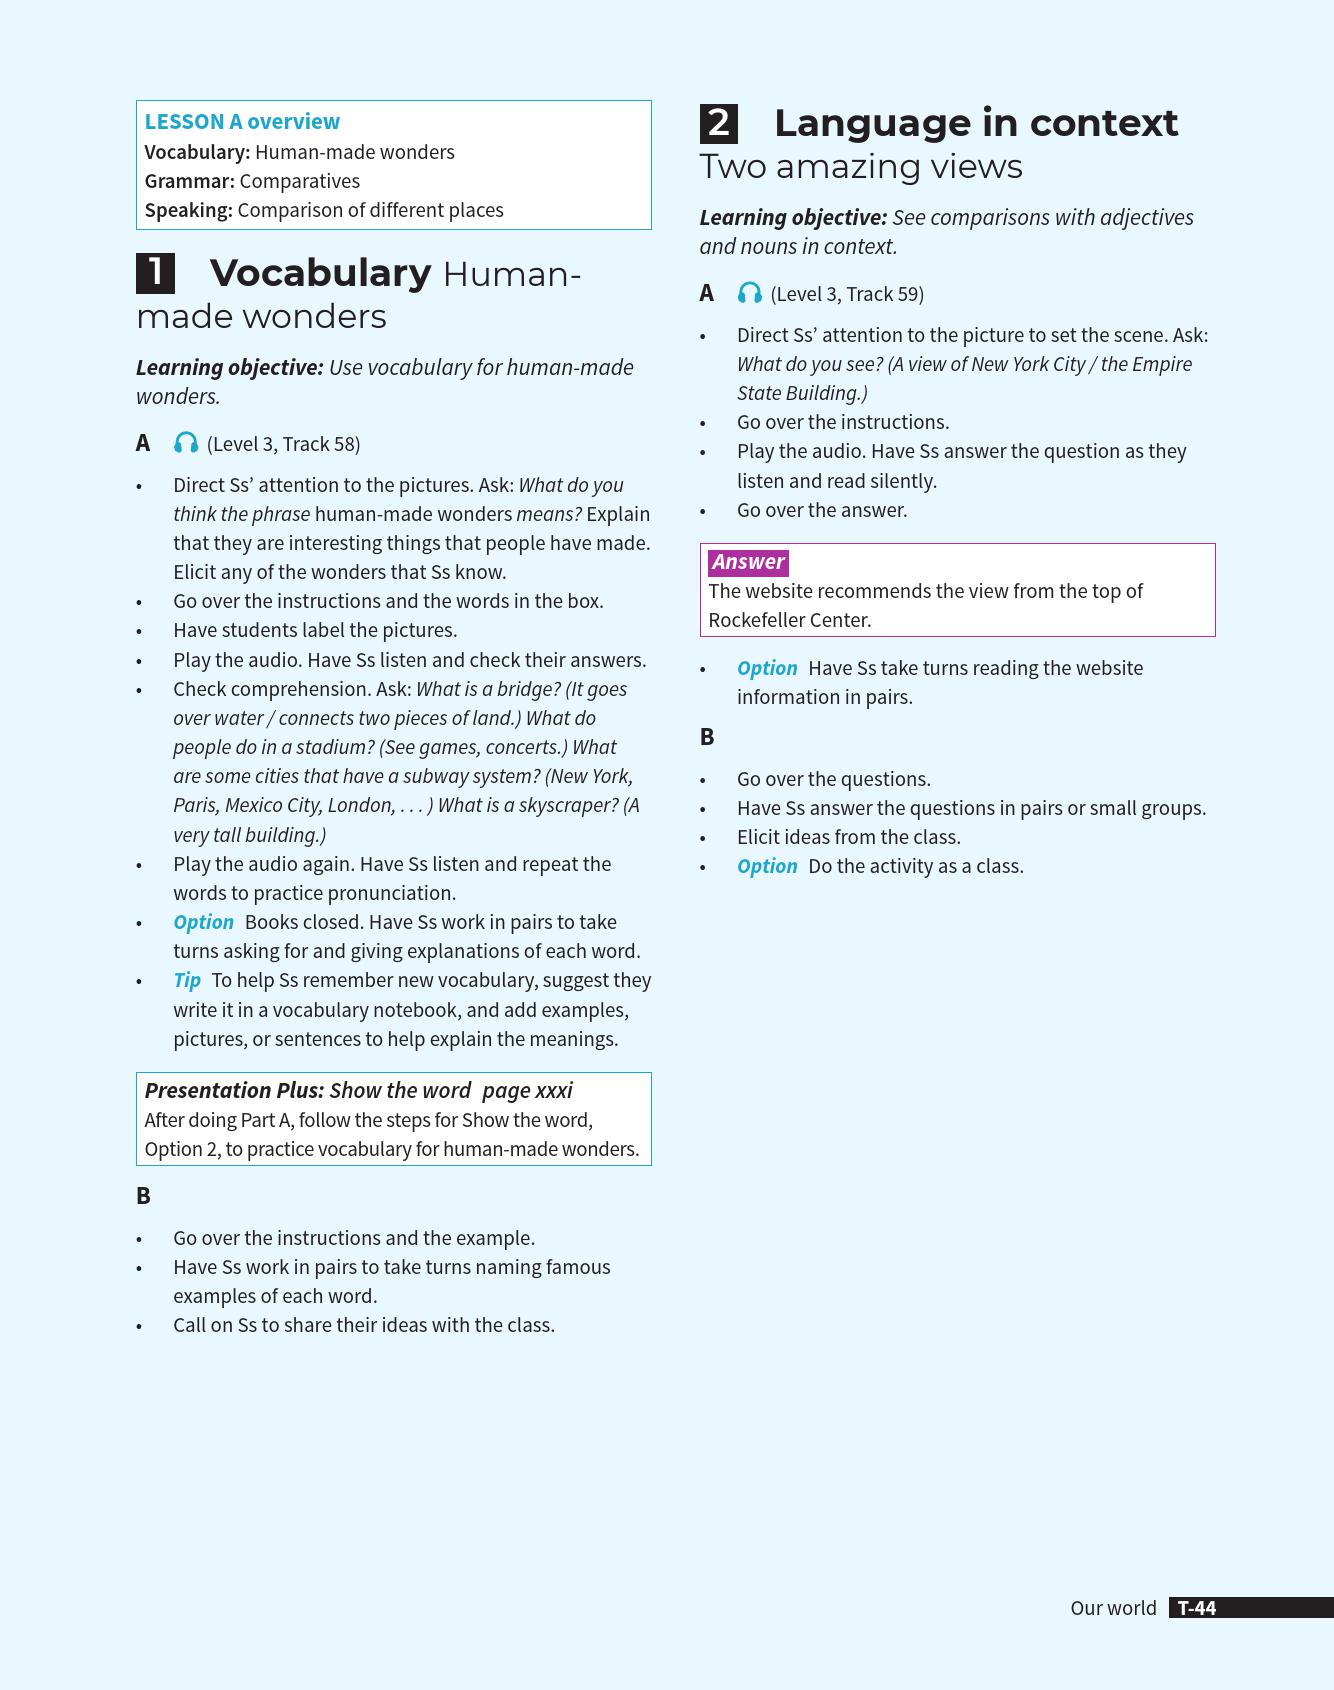 LESSON A overview
Vocabulary: Human-made wonders
Grammar: Comparatives
Speaking: Comparison of different places
1 Vocabulary Human-
made wonders
Learning objective: Use vocabulary for human-made
wonders.
A (Level 3, Track 58)
• Direct Ss’ attention to the pictures. Ask: What do you
think the phrase human-made wonders means? Explain
that they are interesting things that people have made.
Elicit any of the wonders that Ss know.
• Go over the instructions and the words in the box.
• Have students label the pictures.
• Play the audio. Have Ss listen and check their answers.
• Check comprehension. Ask: What is a bridge? (It goes
over water / connects two pieces of land.) What do
people do in a stadium? (See games, concerts.) What
are some cities that have a subway system? (New York,
Paris, Mexico City, London, . . . ) What is a skyscraper? (A
very tall building.)
• Play the audio again. Have Ss listen and repeat the
words to practice pronunciation.
• Option Books closed. Have Ss work in pairs to take
turns asking for and giving explanations of each word.
• Tip To help Ss remember new vocabulary, suggest they
write it in a vocabulary notebook, and add examples,
pictures, or sentences to help explain the meanings.
Presentation Plus: Show the word page xxxi
After doing Part A, follow the steps for Show the word,
Option 2, to practice vocabulary for human-made wonders.
B
• Go over the instructions and the example.
• Have Ss work in pairs to take turns naming famous
examples of each word.
• Call on Ss to share their ideas with the class.
2 Language in context
Two amazing views
Learning objective: See comparisons with adjectives
and nouns in context.
A (Level 3, Track 59)
• Direct Ss’ attention to the picture to set the scene. Ask:
What do you see? (A view of New York City / the Empire
State Building.)
• Go over the instructions.
• Play the audio. Have Ss answer the question as they
listen and read silently.
• Go over the answer.
Answer
The website recommends the view from the top of
Rockefeller Center.
• Option Have Ss take turns reading the website
information in pairs.
B
• Go over the questions.
• Have Ss answer the questions in pairs or small groups.
• Elicit ideas from the class.
• Option Do the activity as a class.
Our world T-44